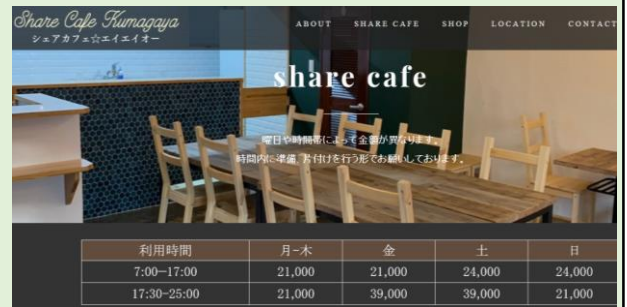 Share Cafe Kumagaya
シェアカフェ☆エイエイオー
ABOUT SHARE CAFE SHOP LOCATION CONTACT
share cafe
曜日や時間帯によって金額が異なります。
時間内に準備、片付けを行う形でお願いしております。
利用時間 月-木 金 土 日
7:00―17:00 21,000 21,000 24,000 24,000
17:30-25:00 21,000 39,000 39,000 21,000